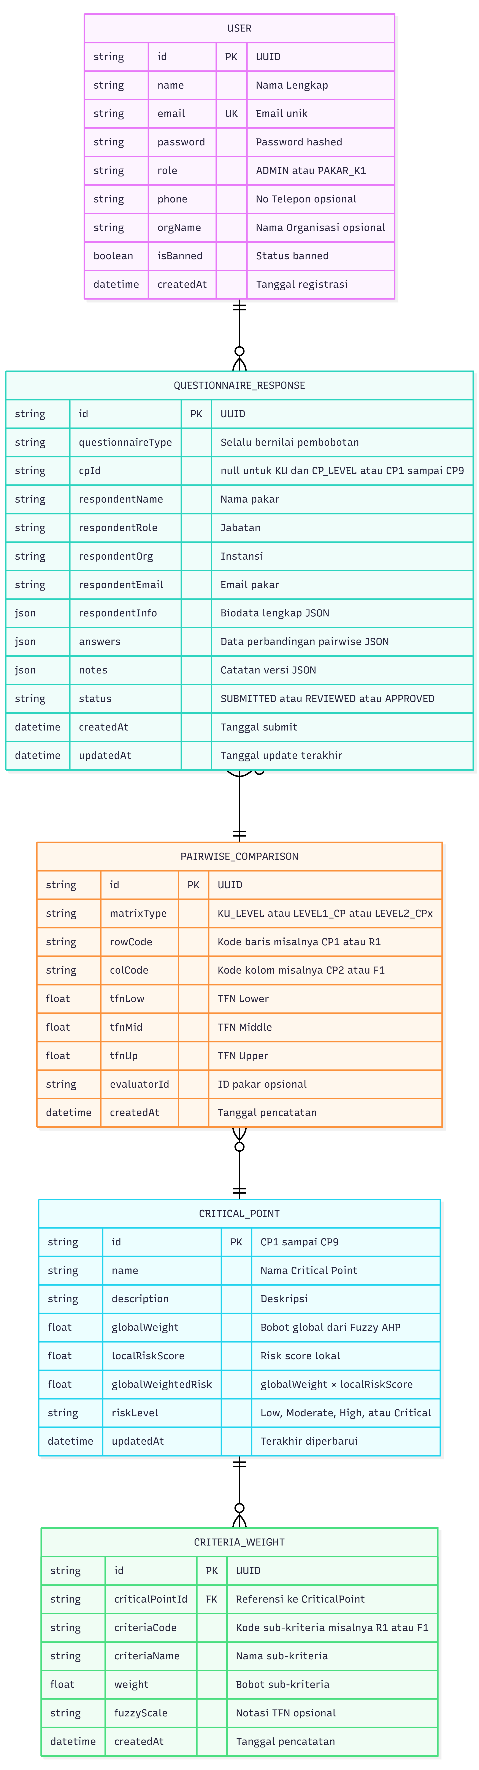 USER
string id PK UUID
string name Nama Lengkap
string email UK Email unik
string password Password hashed
string role ADMIN atau PAKAR_K1
string phone No Telepon opsional
string orgName Nama Organisasi opsional
boolean isBanned Status banned
datetime createdAt Tanggal registrasi
QUESTIONNAIRE_RESPONSE
string id PK UUID
string questionnaireType Selalu bernilai pembobotan
string cpId null untuk KU dan CP_LEVEL atau CP1 sampai CP9
string respondentName Nama pakar
string respondentRole Jabatan
string respondentOrg Instansi
string respondentEmail Email pakar
json respondentInfo Biodata lengkap JSON
json answers Data perbandingan pairwise JSON
json notes Catatan versi JSON
string status SUBMITTED atau REVIEWED atau APPROVED
datetime createdAt Tanggal submit
datetime updatedAt Tanggal update terakhir
PAIRWISE_COMPARISON
string id PK UUID
string matrixType KU_LEVEL atau LEVEL1_CP atau LEVEL2_CPx
string rowCode Kode baris misalnya CP1 atau R1
string colCode Kode kolom misalnya CP2 atau F1
float tfnLow TFN Lower
float tfnMid TFN Middle
float tfnUp TFN Upper
string evaluatorId ID pakar opsional
datetime createdAt Tanggal pencatatan
CRITICAL_POINT
string id PK CP1 sampai CP9
string name Nama Critical Point
string description Deskripsi
float globalWeight Bobot global dari Fuzzy AHP
float localRiskScore Risk score lokal
float globalWeightedRisk globalWeight × localRiskScore
string riskLevel Low, Moderate, High, atau Critical
datetime updatedAt Terakhir diperbarui
CRITERIA_WEIGHT
string id PK UUID
string criticalPointId FK Referensi ke CriticalPoint
string criteriaCode Kode sub-kriteria misalnya R1 atau F1
string criteriaName Nama sub-kriteria
float weight Bobot sub-kriteria
string fuzzyScale Notasi TFN opsional
datetime createdAt Tanggal pencatatan